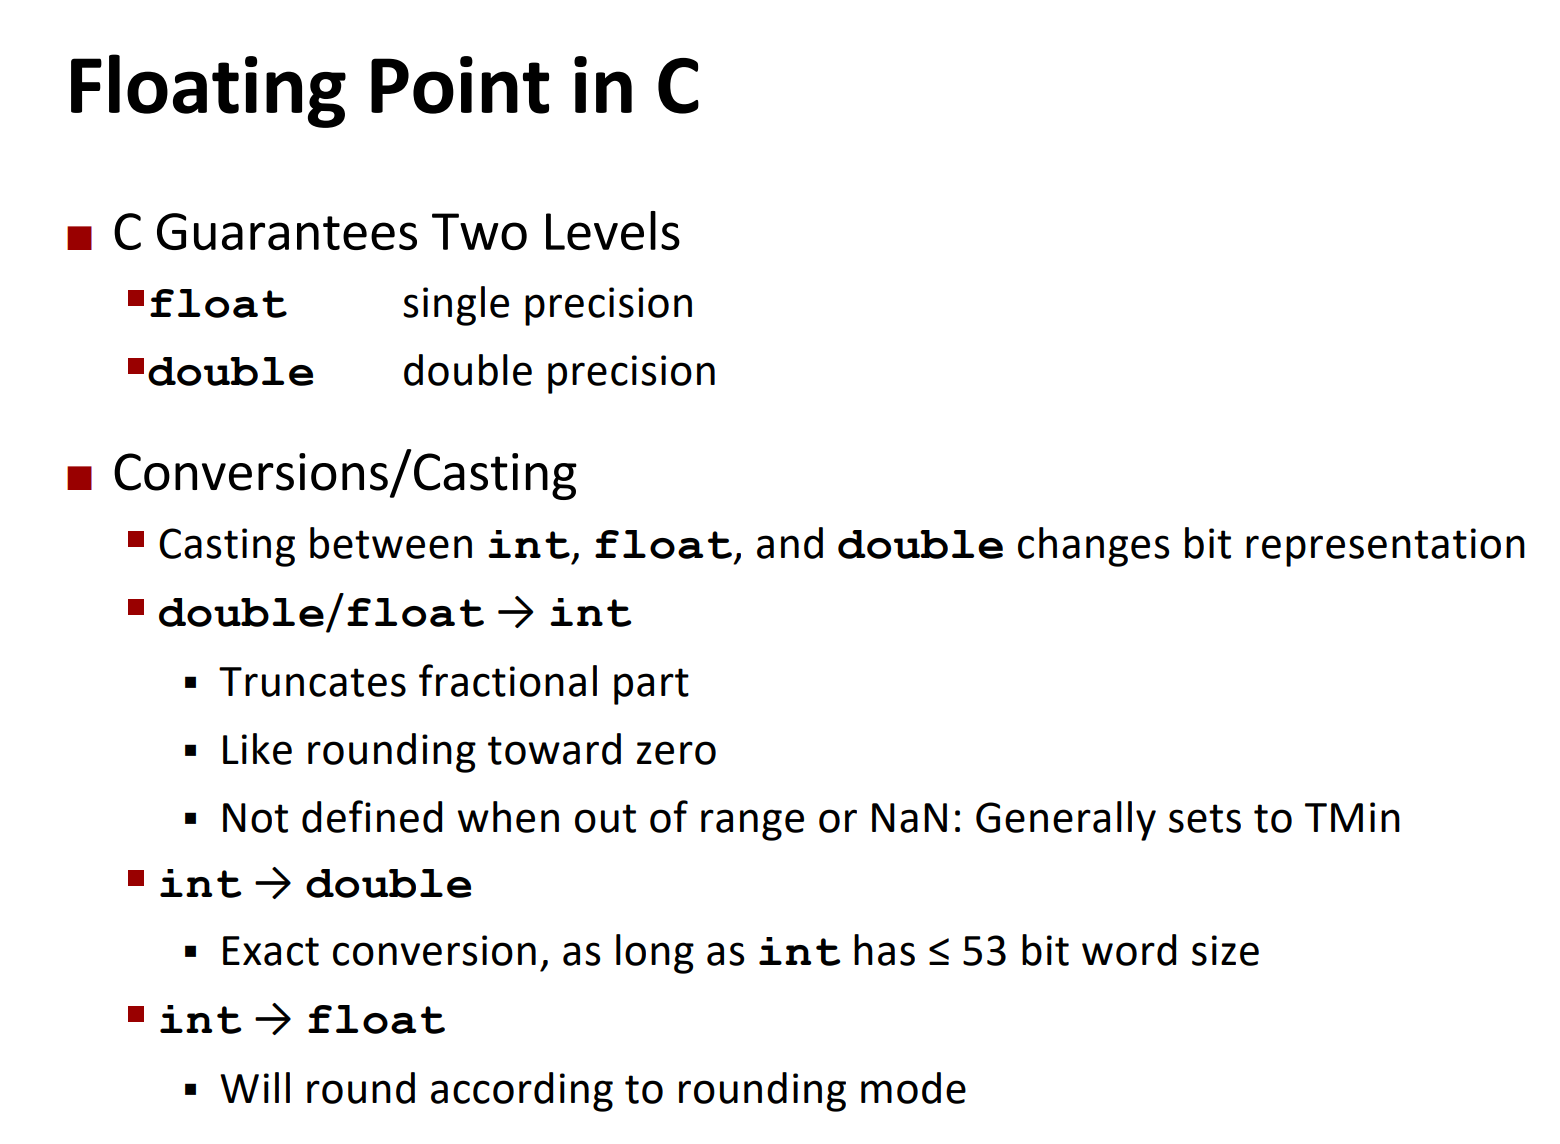 Floating Point in C
■ C Guarantees Two Levels
▪float single precision
▪double double precision
■ Conversions/Casting
▪ Casting between int, float, and double changes bit representation
▪ double/float → int
▪ Truncates fractional part
▪ Like rounding toward zero
▪ Not defined when out of range or NaN: Generally sets to TMin
▪ int → double
▪ Exact conversion, as long as int has ≤ 53 bit word size
▪ int → float
▪ Will round according to rounding mode